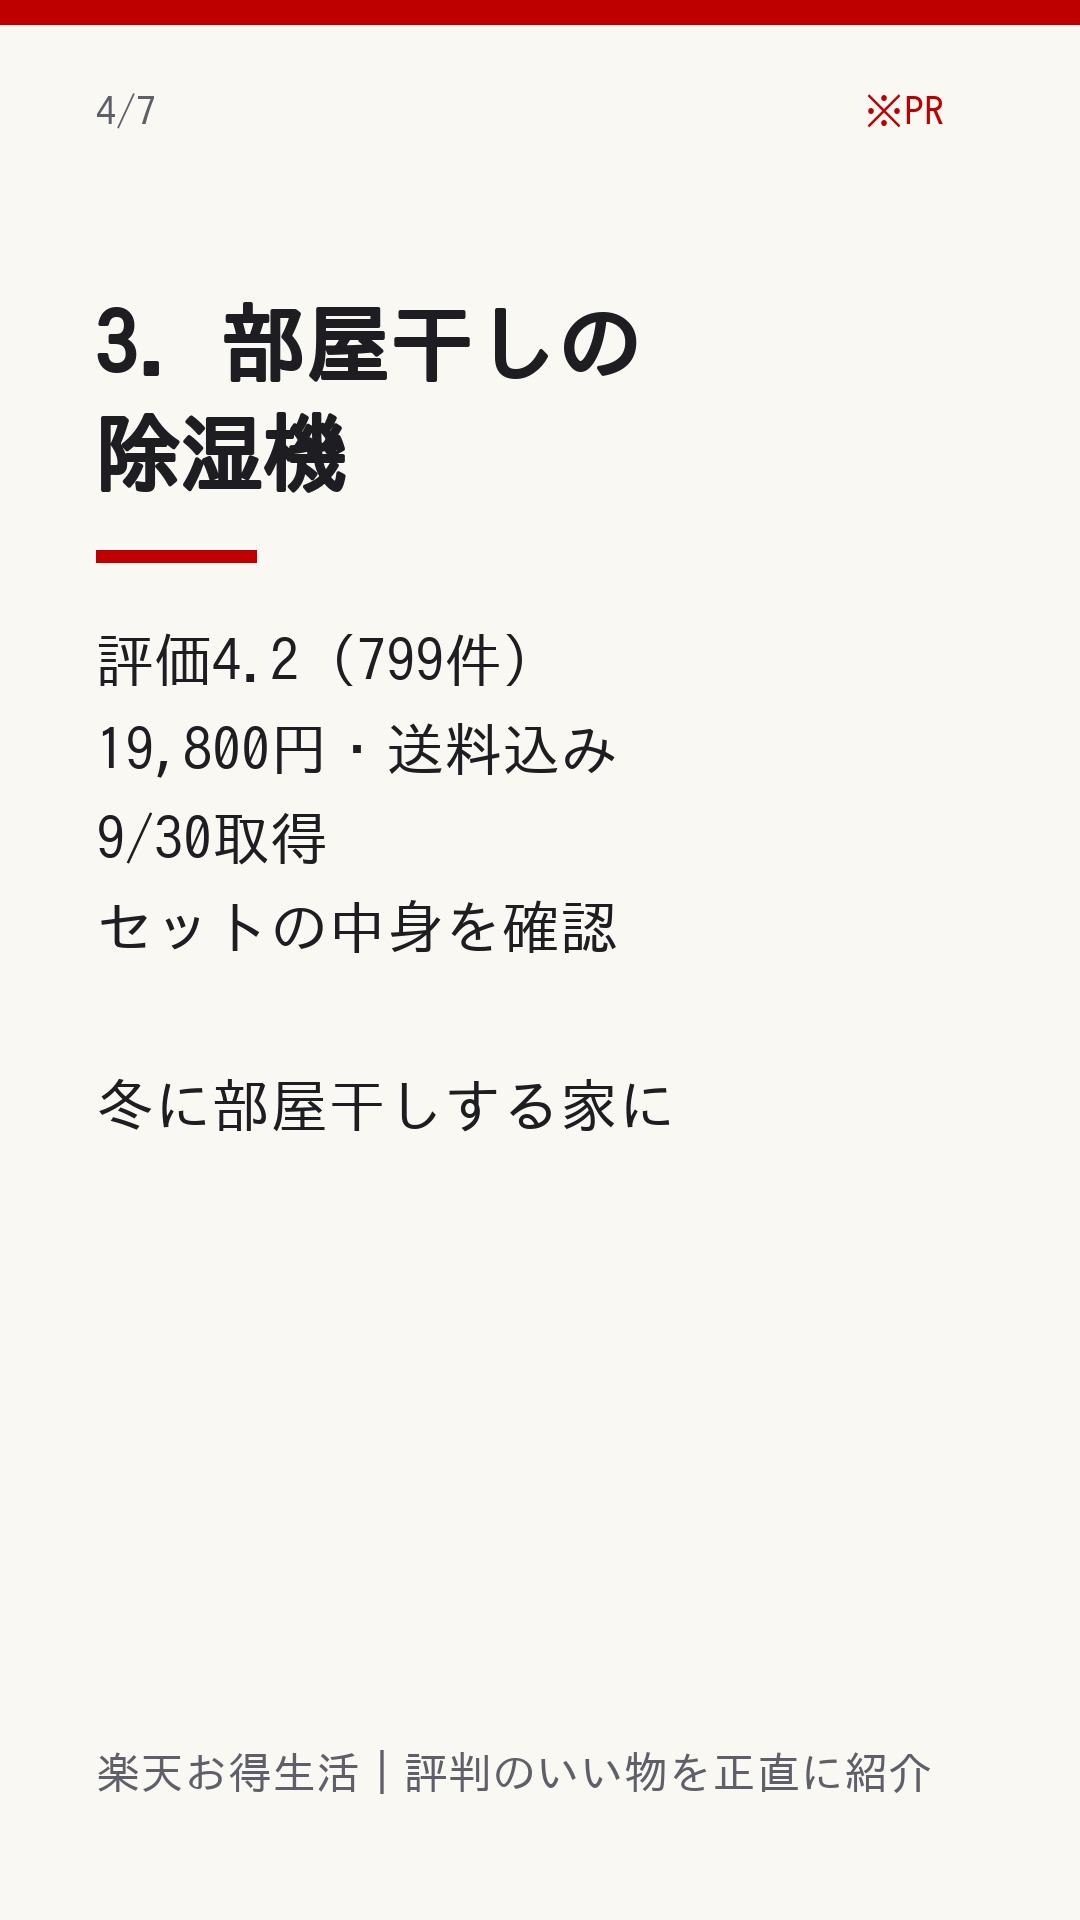 4/7
※PR
3. 部屋干しの
除湿機
評価4.2（799件）
19,800円・送料込み
9/30取得
セットの中身を確認
冬に部屋干しする家に
楽天お得生活｜評判のいい物を正直に紹介